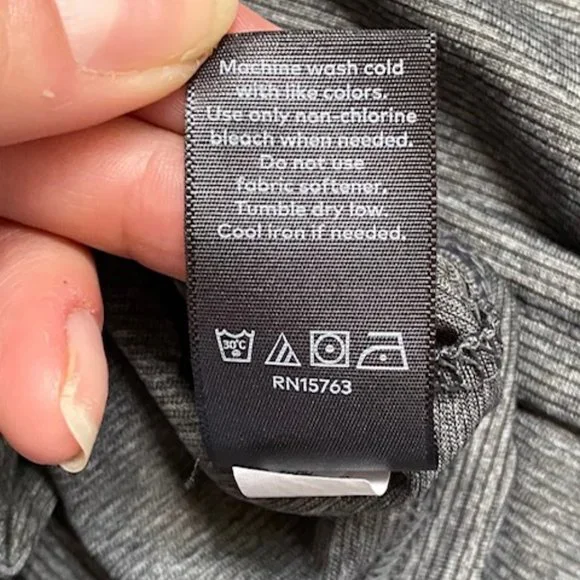 Machine wash cold
with like colors.
Use only non-chlorine
bleach when needed.
Do not use
fabric softener.
Tumble dry low.
Cool iron if needed.
30°C
RN15763